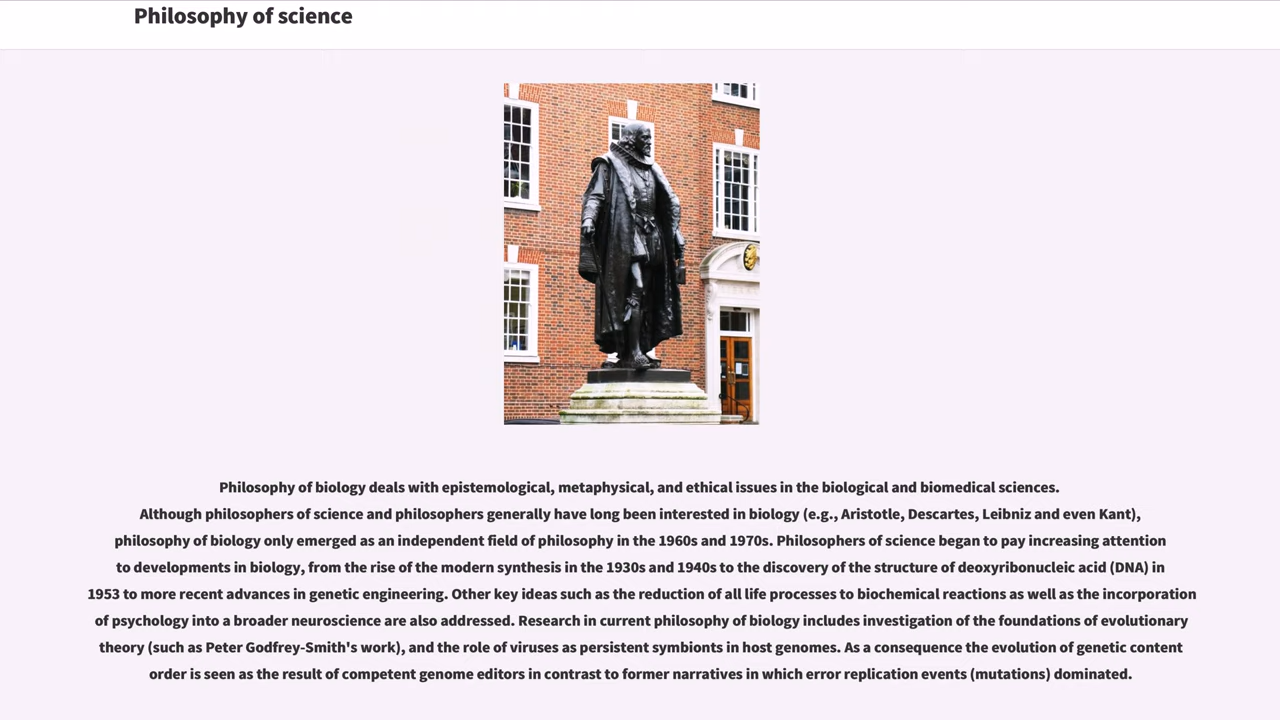 Philosophy of science
Philosophy of biology deals with epistemological, metaphysical, and ethical issues in the biological and biomedical sciences.
Although philosophers of science and philosophers generally have long been interested in biology (e.g., Aristotle, Descartes, Leibniz and even Kant),
philosophy of biology only emerged as an independent field of philosophy in the 1960s and 1970s. Philosophers of science began to pay increasing attention
to developments in biology, from the rise of the modern synthesis in the 1930s and 1940s to the discovery of the structure of deoxyribonucleic acid (DNA) in
1953 to more recent advances in genetic engineering. Other key ideas such as the reduction of all life processes to biochemical reactions as well as the incorporation
of psychology into a broader neuroscience are also addressed. Research in current philosophy of biology includes investigation of the foundations of evolutionary
theory (such as Peter Godfrey-Smith's work), and the role of viruses as persistent symbionts in host genomes. As a consequence the evolution of genetic content
order is seen as the result of competent genome editors in contrast to former narratives in which error replication events (mutations) dominated.